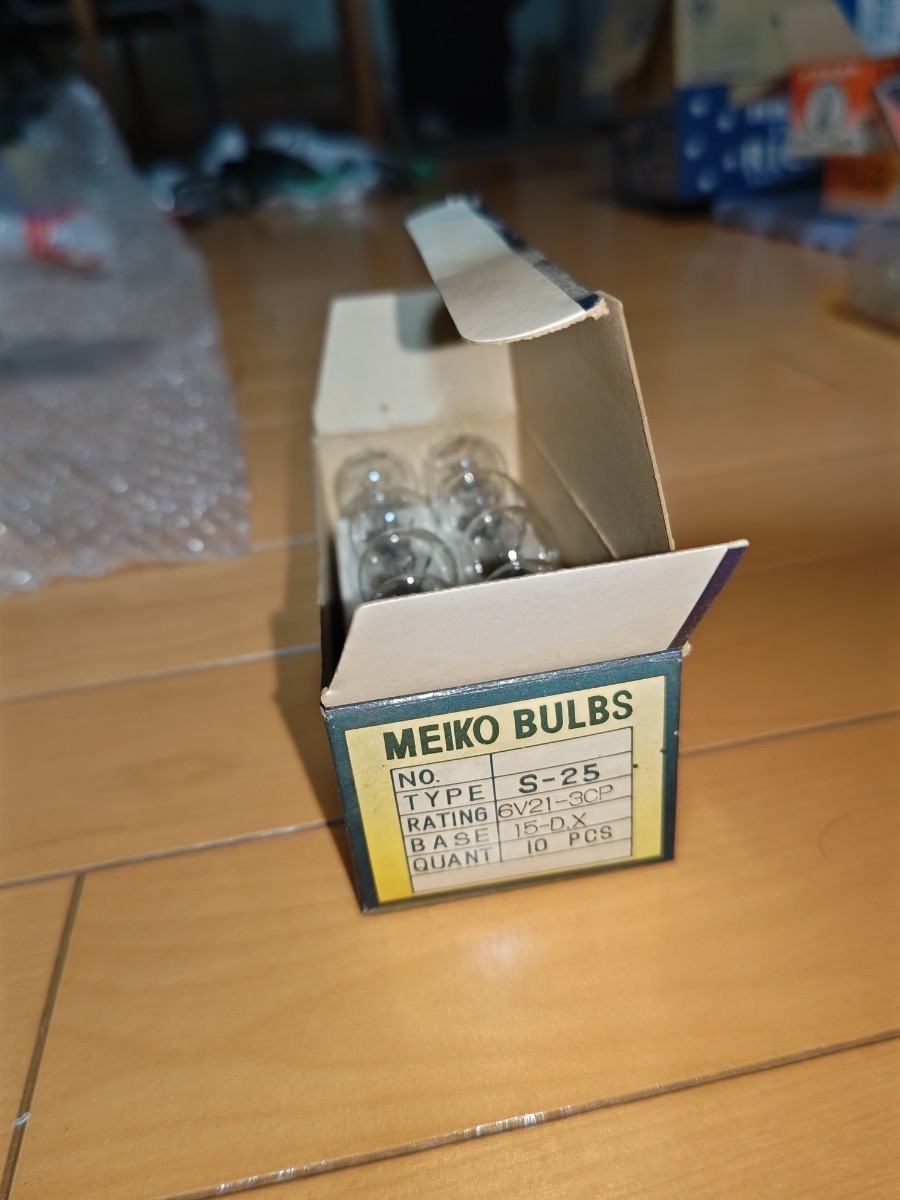 MEIKO BULBS
NO.
TYPE S-25
RATING 6V21-3CP
BASE 15-D.X
QUANT 10 PCS